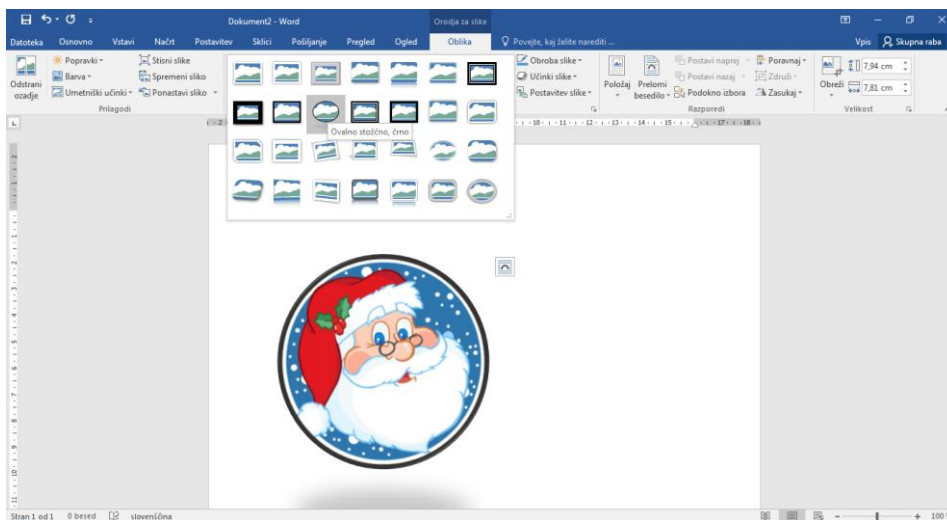 Dokument2 - Word
Orodja za slike
Datoteka Osnovno Vstavi Načrt Postavitev Sklici Pošiljanje Pregled Ogled Oblika Povejte, kaj želite narediti ... Vpis Skupna raba
Odstrani ozadje
Popravki
Barva
Umetniški učinki
Stisni slike
Spremeni sliko
Ponastavi sliko
Prilagodi
Ovalno stožčno, črno
Obroba slike
Učinki slike
Postavitev slike
Položaj
Prelomi besedilo
Postavi naprej
Postavi nazaj
Podokno izbora
Poravnaj
Združi
Zasukaj
Razporedi
Obreži
7,94 cm
7,81 cm
Velikost
Stran 1 od 1 0 besed slovenščina
100